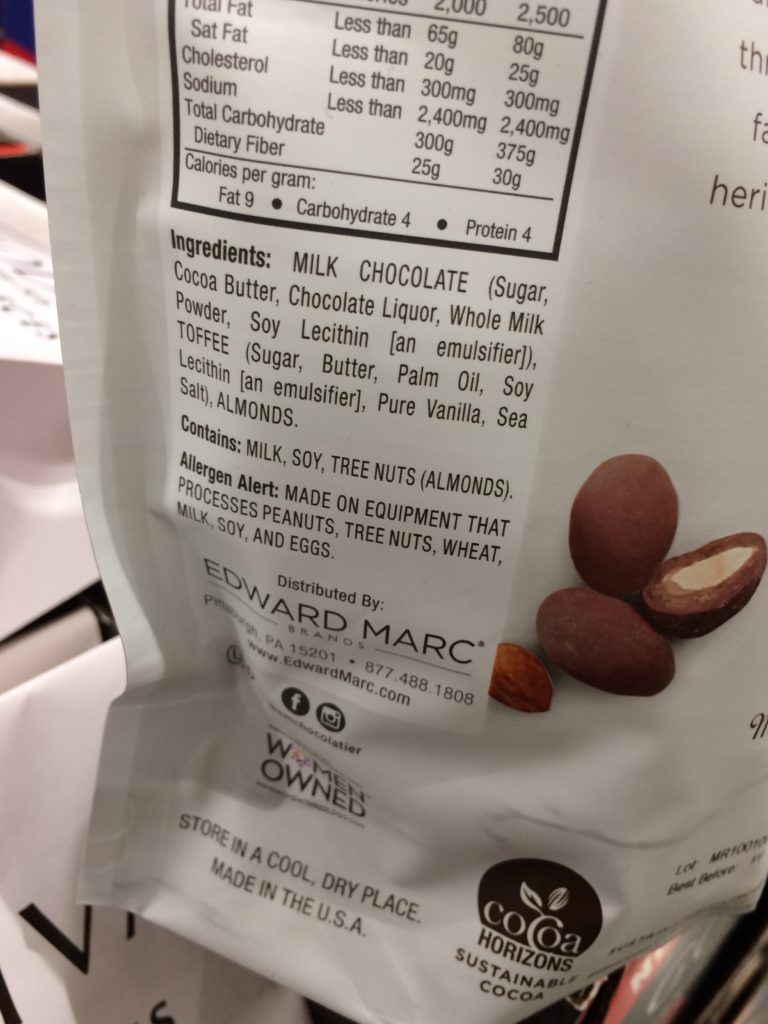 2,000 2,500
Total Fat Less than 65g 80g
Sat Fat Less than 20g 25g
Cholesterol Less than 300mg 300mg
Sodium Less than 2,400mg 2,400mg
Total Carbohydrate 300g 375g
Dietary Fiber 25g 30g
Calories per gram:
Fat 9 • Carbohydrate 4 • Protein 4
Ingredients: MILK CHOCOLATE (Sugar,
Cocoa Butter, Chocolate Liquor, Whole Milk
Powder, Soy Lecithin [an emulsifier]),
TOFFEE (Sugar, Butter, Palm Oil, Soy
Lecithin [an emulsifier], Pure Vanilla, Sea
Salt), ALMONDS.
Contains: MILK, SOY, TREE NUTS (ALMONDS).
Allergen Alert: MADE ON EQUIPMENT THAT
PROCESSES PEANUTS, TREE NUTS, WHEAT,
MILK, SOY, AND EGGS.
Distributed By:
EDWARD MARC
BRANDS
Pittsburgh, PA 15201 • 877.488.1808
www.EdwardMarc.com
WOMEN
OWNED
STORE IN A COOL, DRY PLACE.
MADE IN THE U.S.A.
cocoa
HORIZONS
SUSTAINABLE
COCOA
Lot:
Best Before: